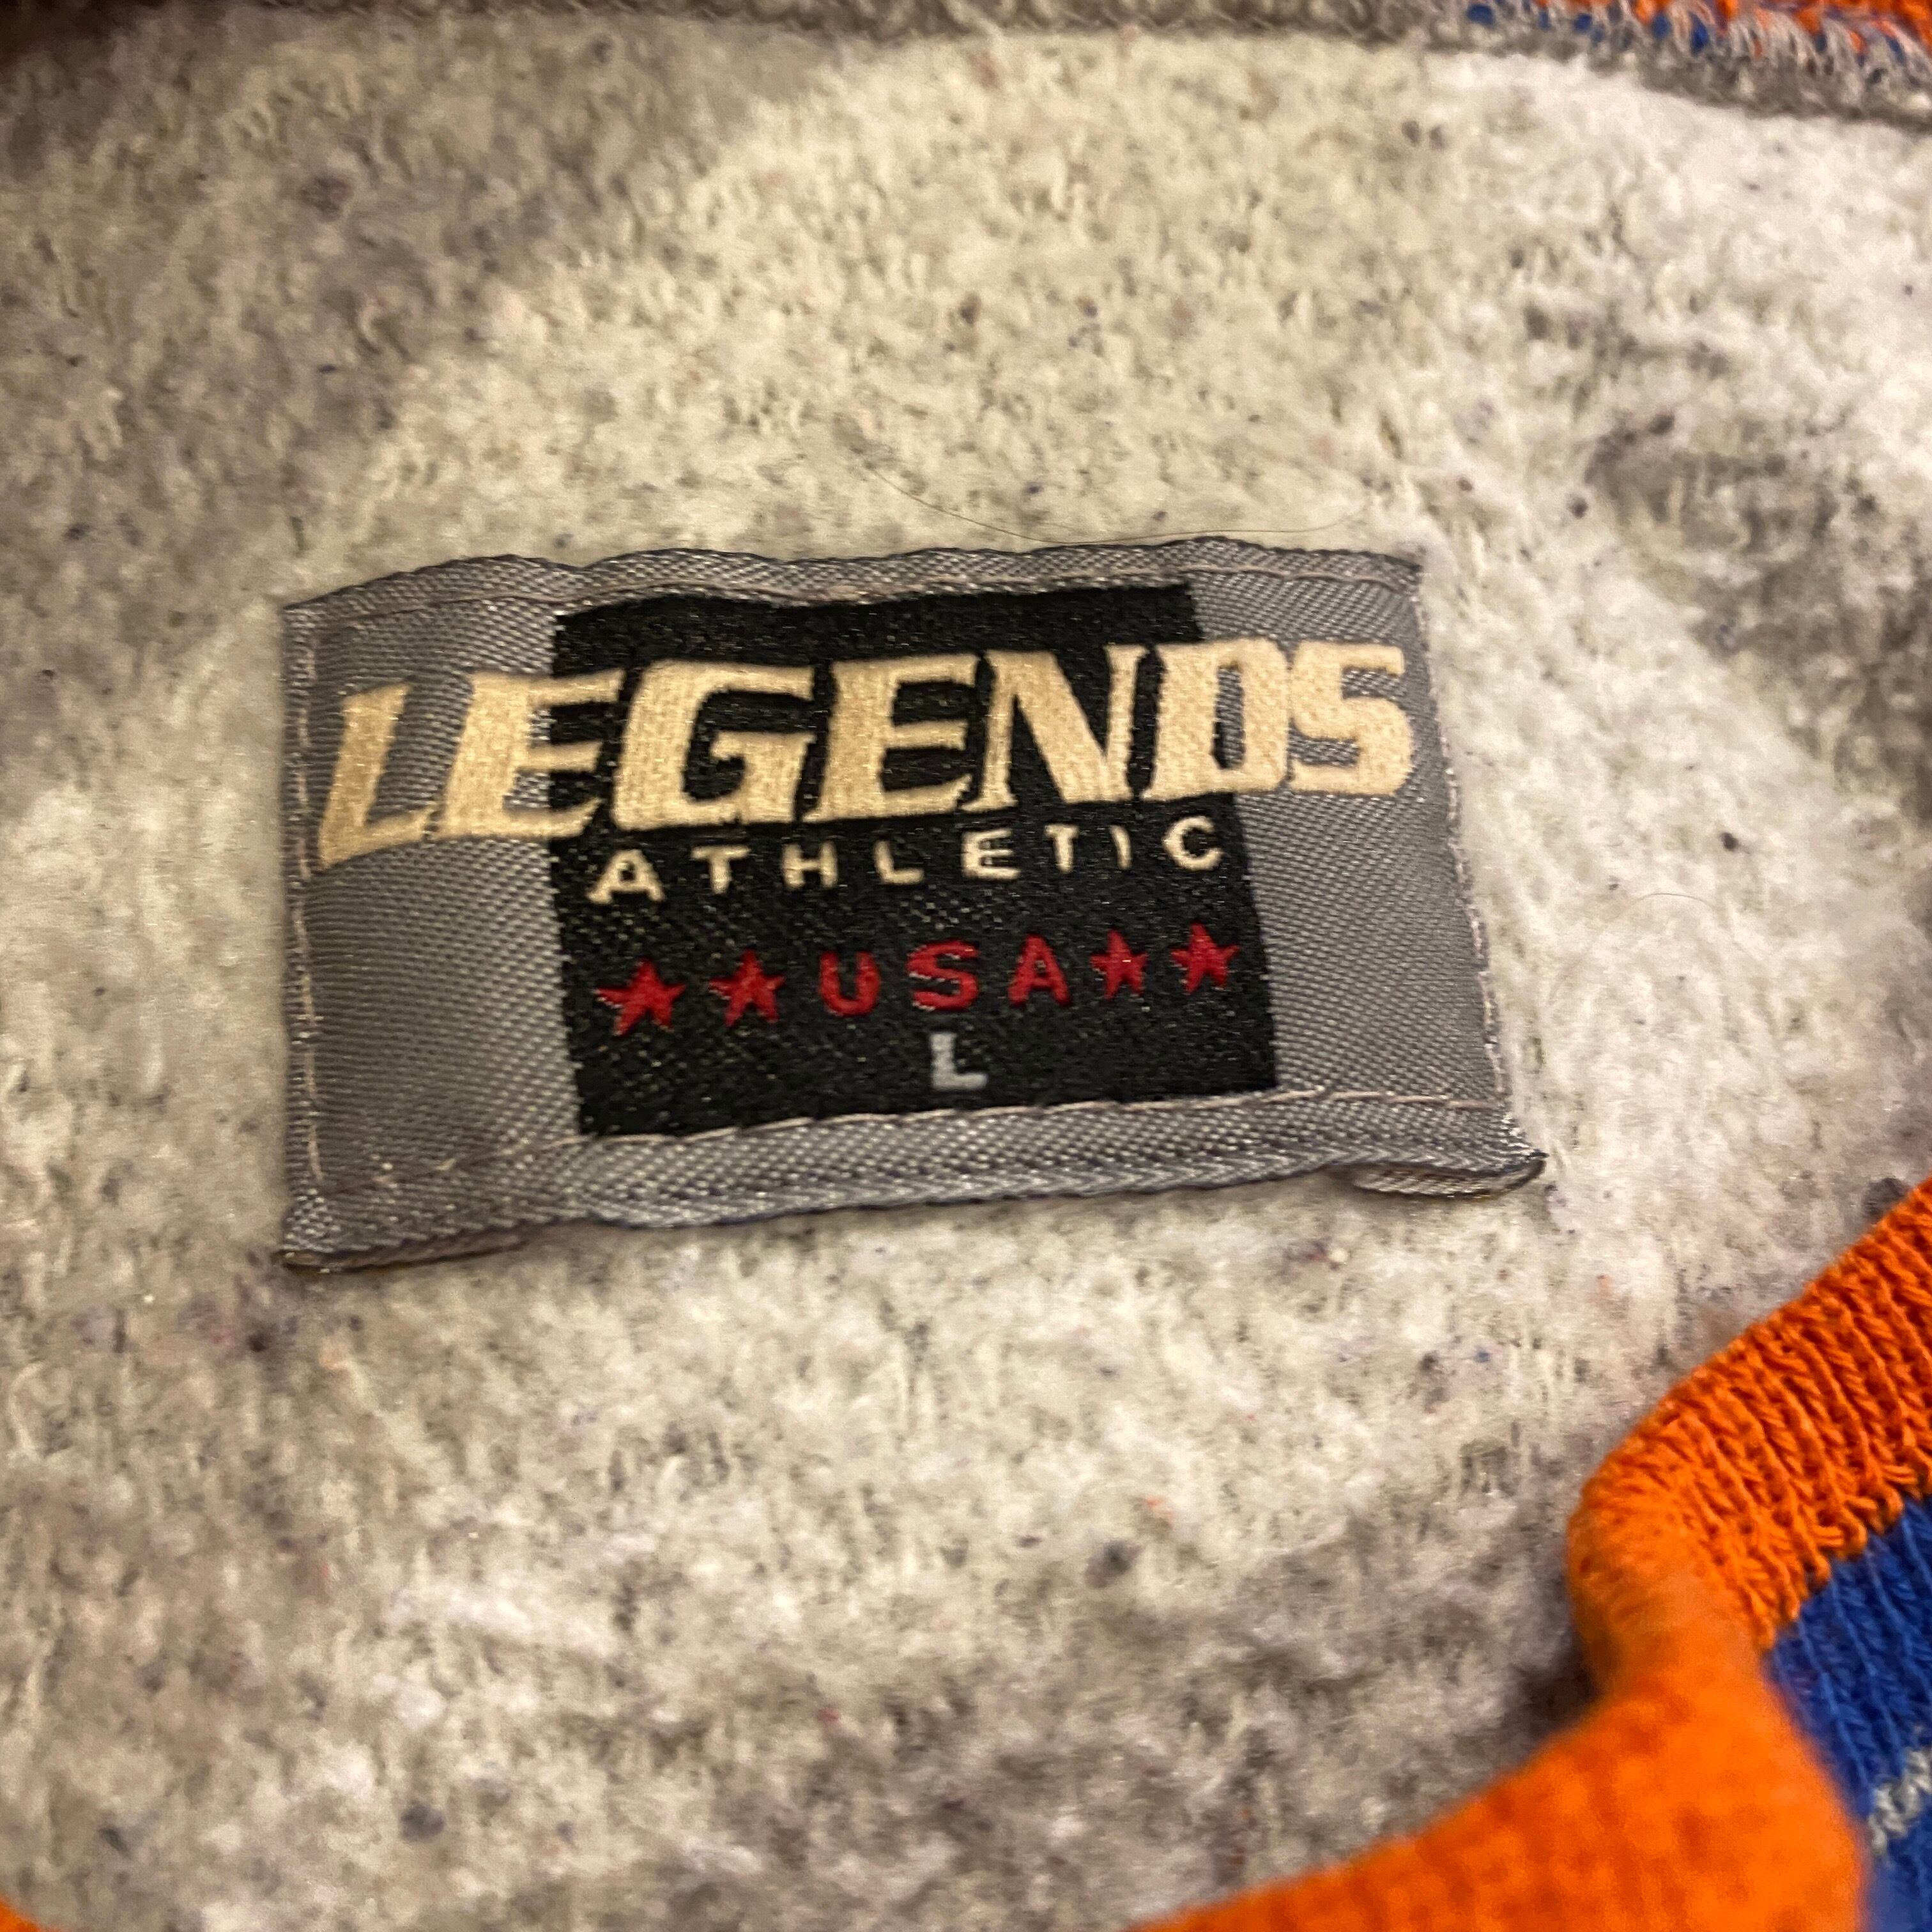 LEGENDS
ATHLETIC
★★USA★★
L